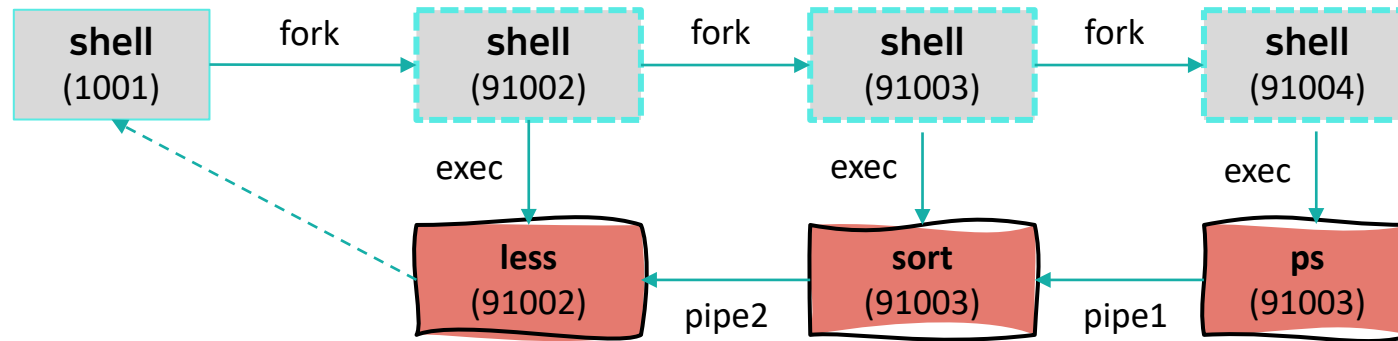 shell
(1001)
fork
shell
(91002)
fork
shell
(91003)
fork
shell
(91004)
exec
exec
exec
less
(91002)
pipe2
sort
(91003)
pipe1
ps
(91003)